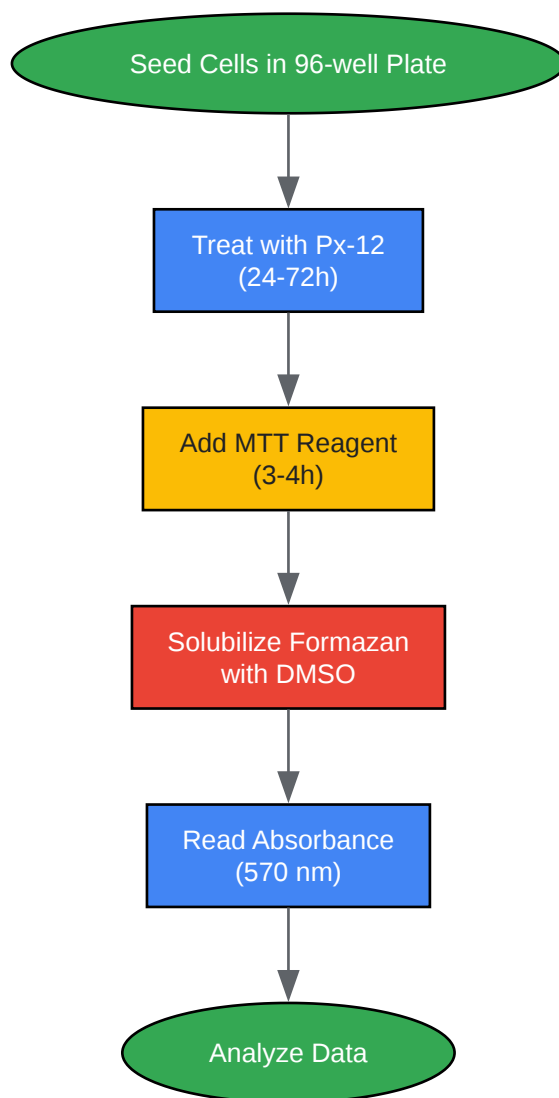 Seed Cells in 96-well Plate
Treat with Px-12
(24-72h)
Add MTT Reagent
(3-4h)
Solubilize Formazan
with DMSO
Read Absorbance
(570 nm)
Analyze Data